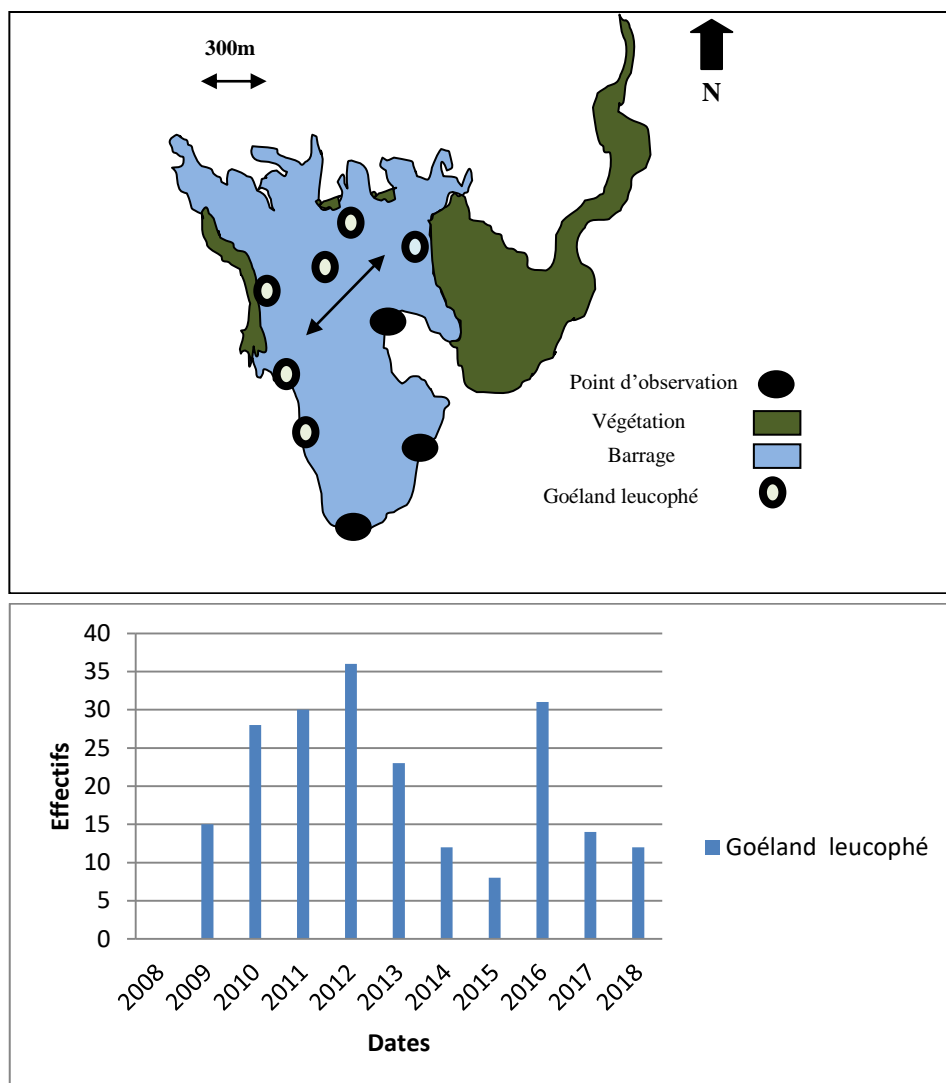 300m
N
Point d'observation
Végétation
Barrage
Goéland leucophé
40
35
30
25
20
15
10
5
0
Effectifs
2008 2009 2010 2011 2012 2013 2014 2015 2016 2017 2018
Dates
Goéland leucophé